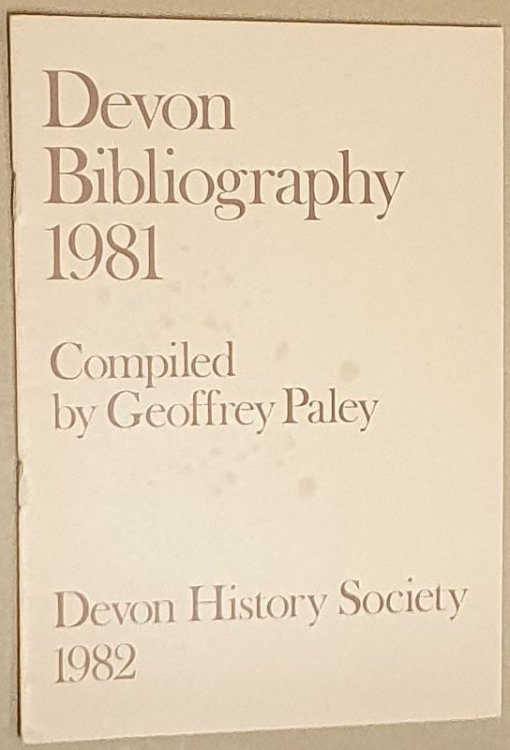 Devon
Bibliography
1981
Compiled
by Geoffrey Paley
Devon History Society
1982